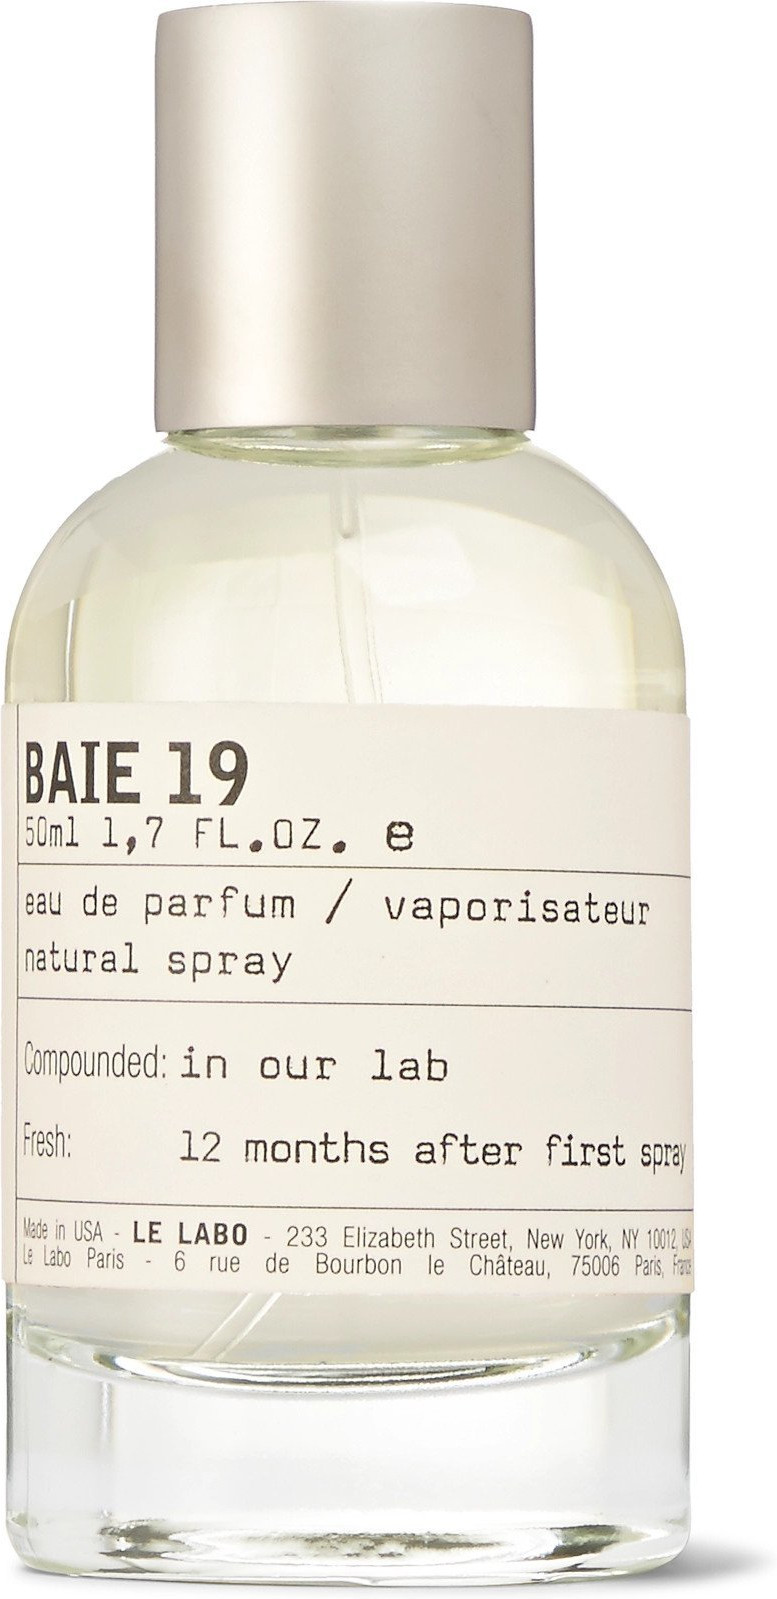 BAIE 19
50ml 1,7 FL.OZ. e
eau de parfum / vaporisateur
natural spray
Compounded: in our lab
Fresh: 12 months after first spray
Made in USA - LE LABO - 233 Elizabeth Street, New York, NY 10012, USA
Le Labo Paris - 6 rue de Bourbon le Château, 75006 Paris, France